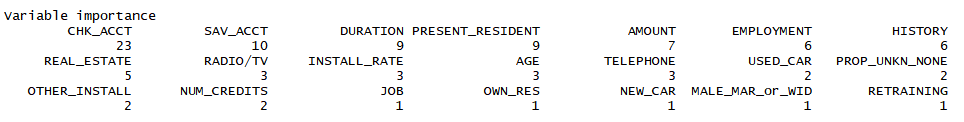 Variable importance
CHK_ACCT SAV_ACCT DURATION PRESENT_RESIDENT AMOUNT EMPLOYMENT HISTORY
23 10 9 9 7 6 6
REAL_ESTATE RADIO/TV INSTALL_RATE AGE TELEPHONE USED_CAR PROP_UNKN_NONE
5 3 3 3 3 2 2
OTHER_INSTALL NUM_CREDITS JOB OWN_RES NEW_CAR MALE_MAR_or_WID RETRAINING
2 2 1 1 1 1 1